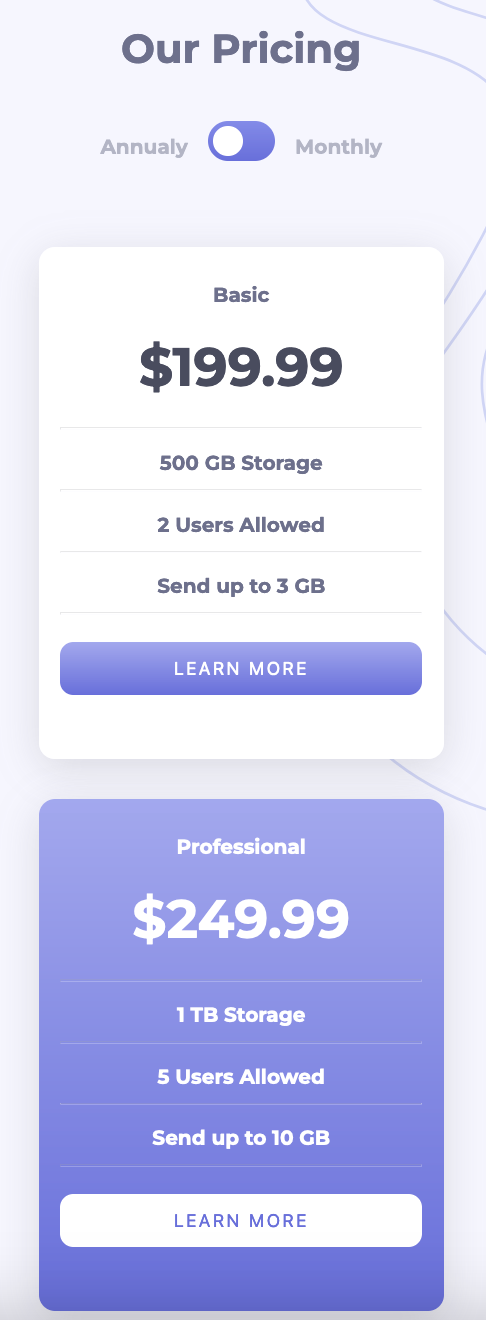 Our Pricing
Annualy Monthly
Basic
$199.99
500 GB Storage
2 Users Allowed
Send up to 3 GB
LEARN MORE
Professional
$249.99
1 TB Storage
5 Users Allowed
Send up to 10 GB
LEARN MORE